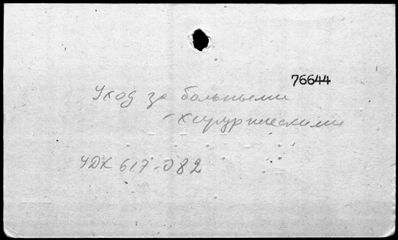 76644
Уход за больными
- хирургическими
УДК 617-082